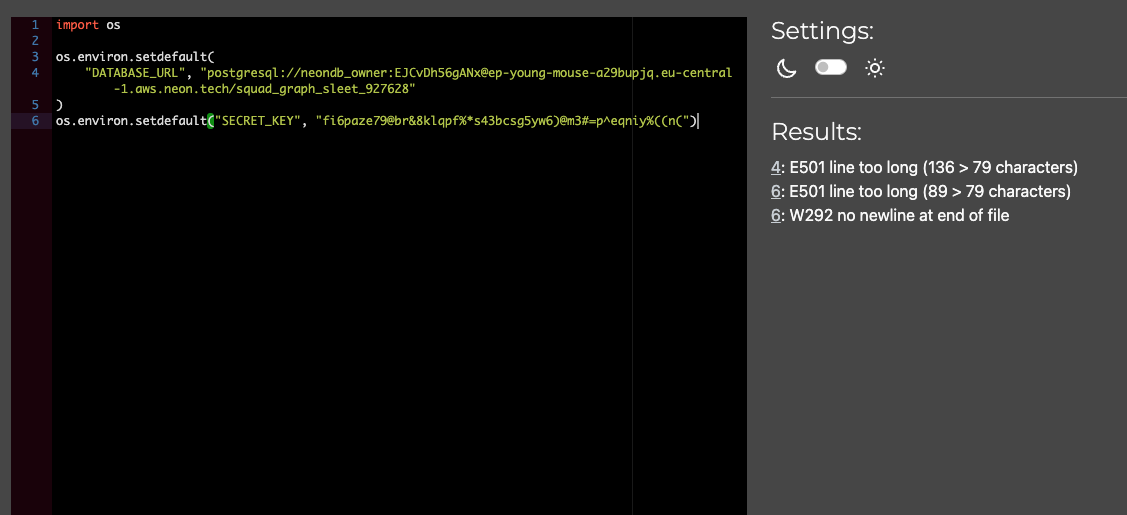 1 import os
2
3 os.environ.setdefault(
4 "DATABASE_URL", "postgresql://neondb_owner:EJCvDh56gANx@ep-young-mouse-a29bupjq.eu-central
-1.aws.neon.tech/squad_graph_sleet_927628"
5 )
6 os.environ.setdefault("SECRET_KEY", "fi6paze79@br&8klqpf%*s43bcsg5yw6)@m3#=p^eqniy%((n(")
Settings:
Results:
4: E501 line too long (136 > 79 characters)
6: E501 line too long (89 > 79 characters)
6: W292 no newline at end of file